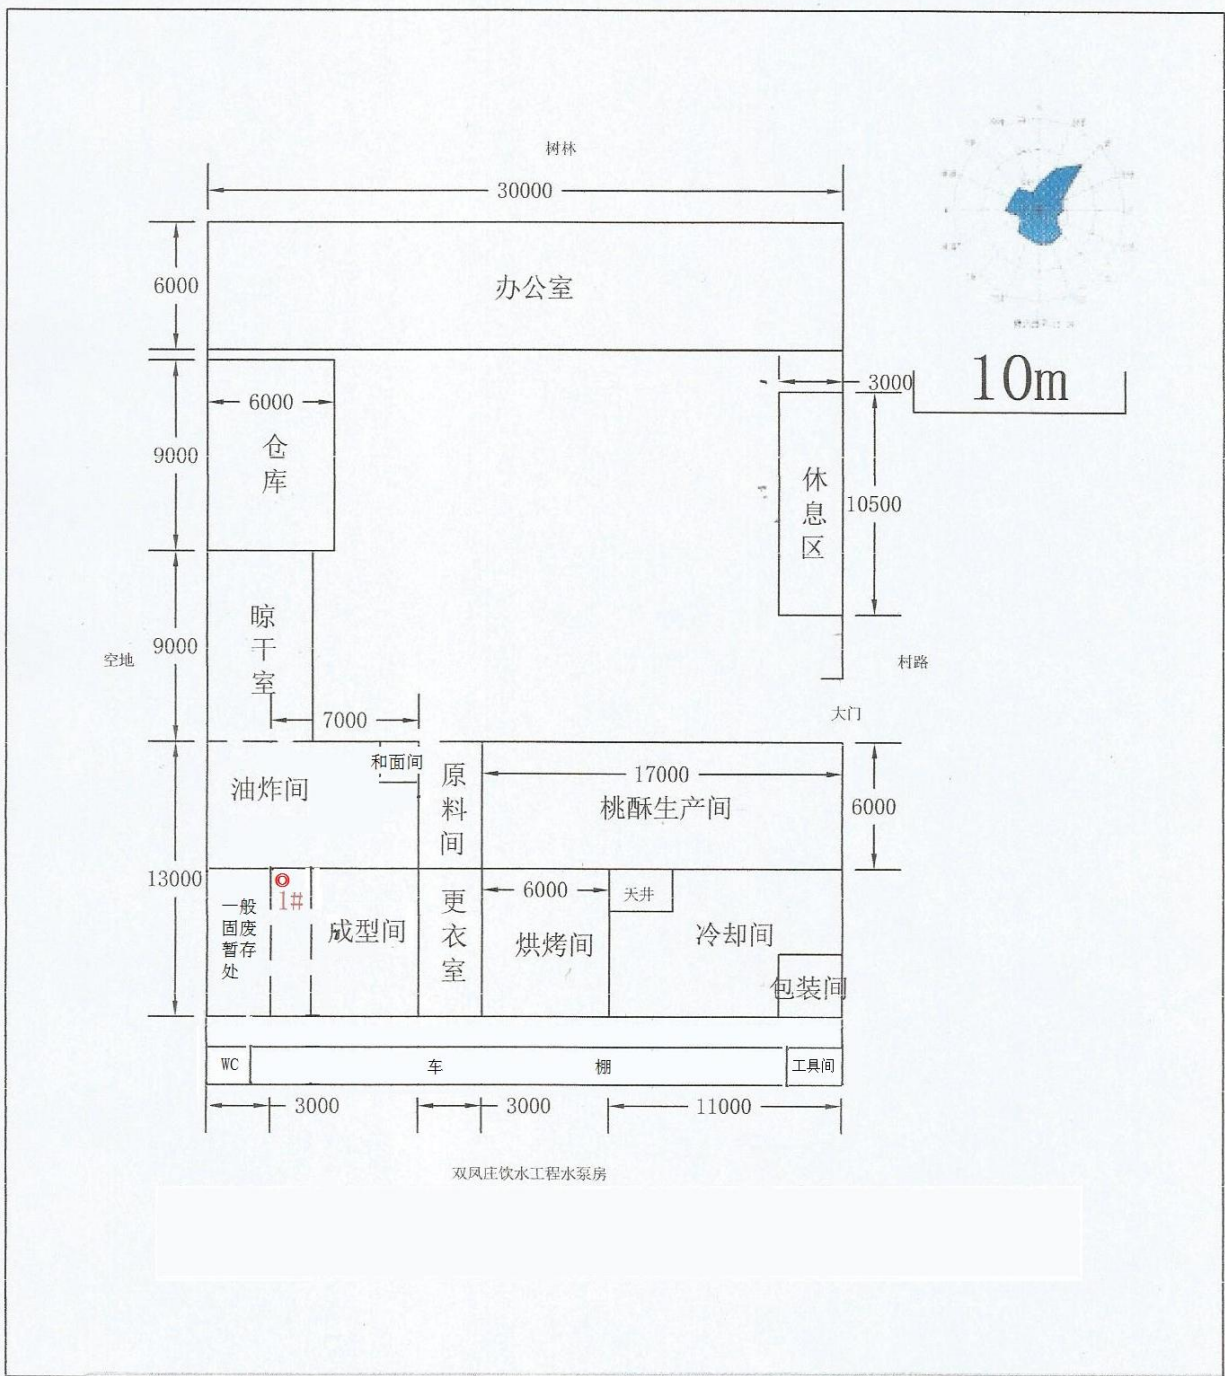 树林
30000
6000
办公室
10m
3000
9000
6000
仓库
休息区
10500
9000
晾干室
空地
村路
7000
大门
和面间
油炸间
原料间
17000
桃酥生产间
6000
13000
1#
一般
固废
暂存
处
成型间
更衣室
6000
烘烤间
天井
冷却间
包装间
WC
车棚
工具间
3000
3000
11000
双凤庄饮水工程水泵房